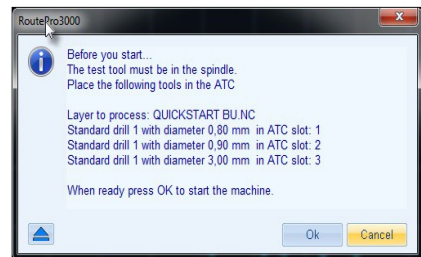 RoutePro3000
Before you start...
The test tool must be in the spindle.
Place the following tools in the ATC
Layer to process: QUICKSTART BU.NC
Standard drill 1 with diameter 0,80 mm in ATC slot: 1
Standard drill 1 with diameter 0,90 mm in ATC slot: 2
Standard drill 1 with diameter 3,00 mm in ATC slot: 3
When ready press OK to start the machine.
Ok Cancel